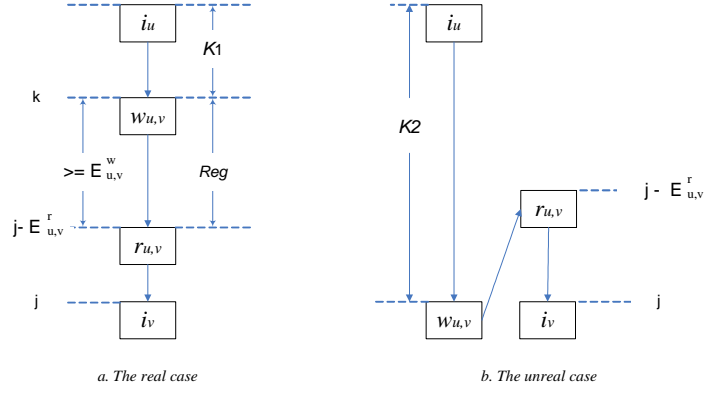 iu
K1
k
wu,v
>= E w u,v
Reg
j- E r u,v
ru,v
j
iv
a. The real case
iu
K2
j - E r u,v
ru,v
wu,v
iv
j
b. The unreal case